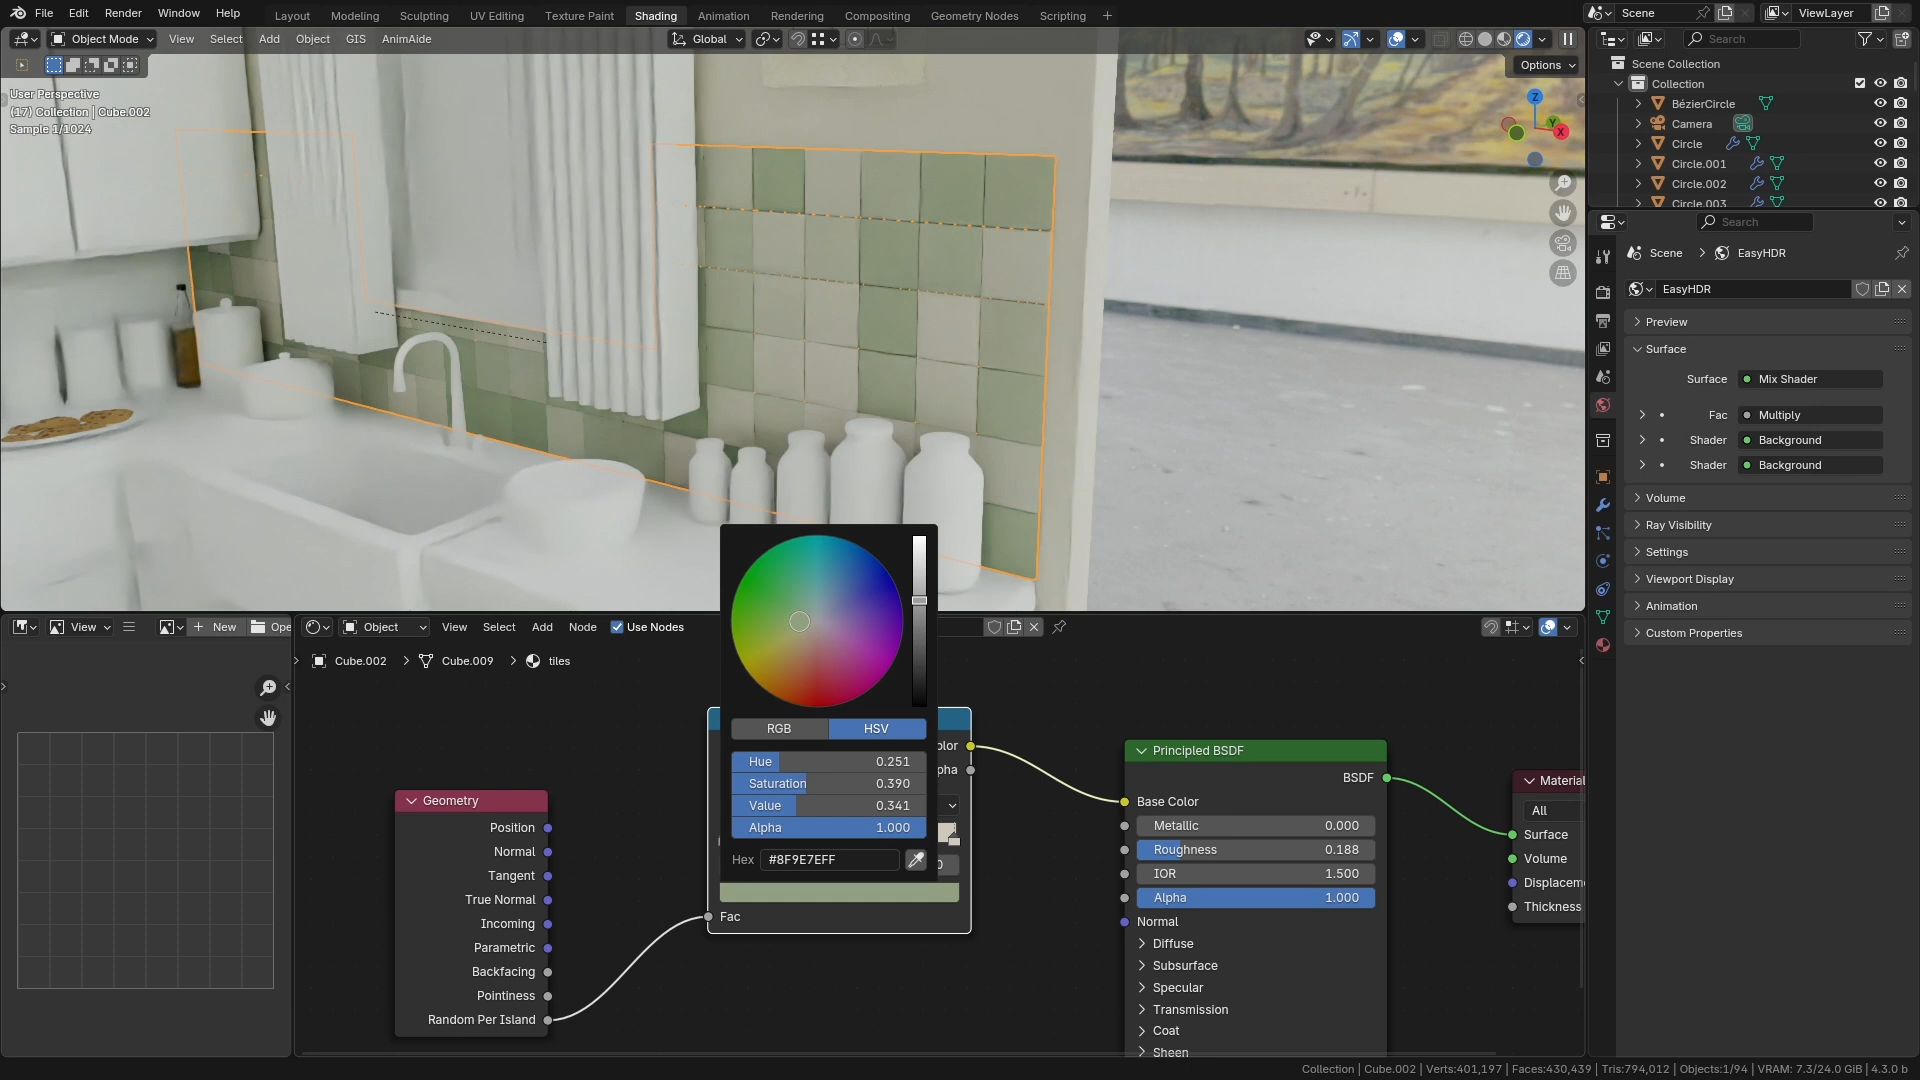 File Edit Render Window Help Layout Modeling Sculpting UV Editing Texture Paint Shading Animation Rendering Compositing Geometry Nodes Scripting + Scene ViewLayer
Object Mode View Select Add Object GIS AnimAide Global Search
Options
User Perspective
(17) Collection | Cube.002
Sample 1/1024
Z
Y
X
Scene Collection
Collection
BézierCircle
Camera
Circle
Circle.001
Circle.002
Circle.003
Search
Scene > EasyHDR
EasyHDR
Preview
Surface
Surface Mix Shader
Fac Multiply
Shader Background
Shader Background
Volume
Ray Visibility
Settings
Viewport Display
Animation
Custom Properties
View + New Ope
Object View Select Add Node Use Nodes
Cube.002 > Cube.009 > tiles
RGB HSV
Hue 0.251
Saturation 0.390
Value 0.341
Alpha 1.000
Hex #8F9E7EFF
olor
pha
0
Fac
Geometry
Position
Normal
Tangent
True Normal
Incoming
Parametric
Backfacing
Pointiness
Random Per Island
Principled BSDF
BSDF
Base Color
Metallic 0.000
Roughness 0.188
IOR 1.500
Alpha 1.000
Normal
Diffuse
Subsurface
Specular
Transmission
Coat
Sheen
Material
All
Surface
Volume
Displacem
Thickness
Collection | Cube.002 | Verts:401,197 | Faces:430,439 | Tris:794,012 | Objects:1/94 | VRAM: 7.3/24.0 GiB | 4.3.0 b